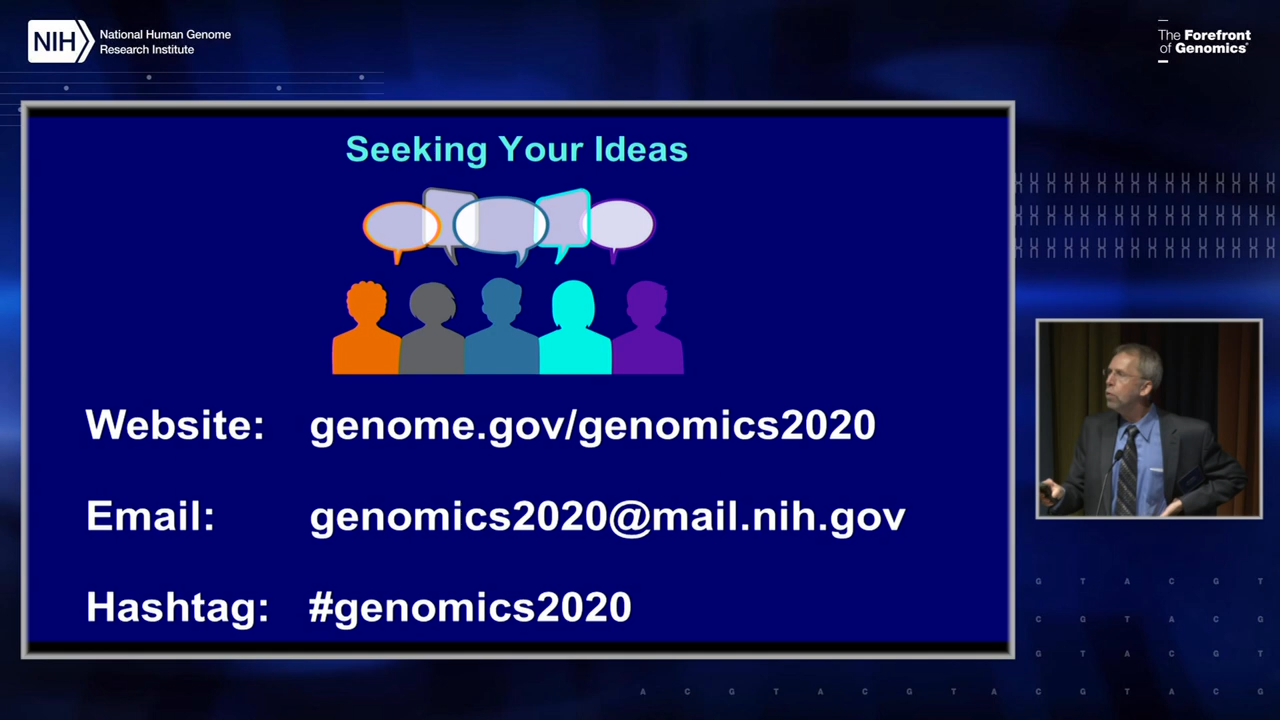 NIH
National Human Genome
Research Institute
The Forefront
of Genomics®
Seeking Your Ideas
Website: genome.gov/genomics2020
Email: genomics2020@mail.nih.gov
Hashtag: #genomics2020
G T A C G T
C G T A C G
G T A C G T
A C G T A C G T A C G T A C G